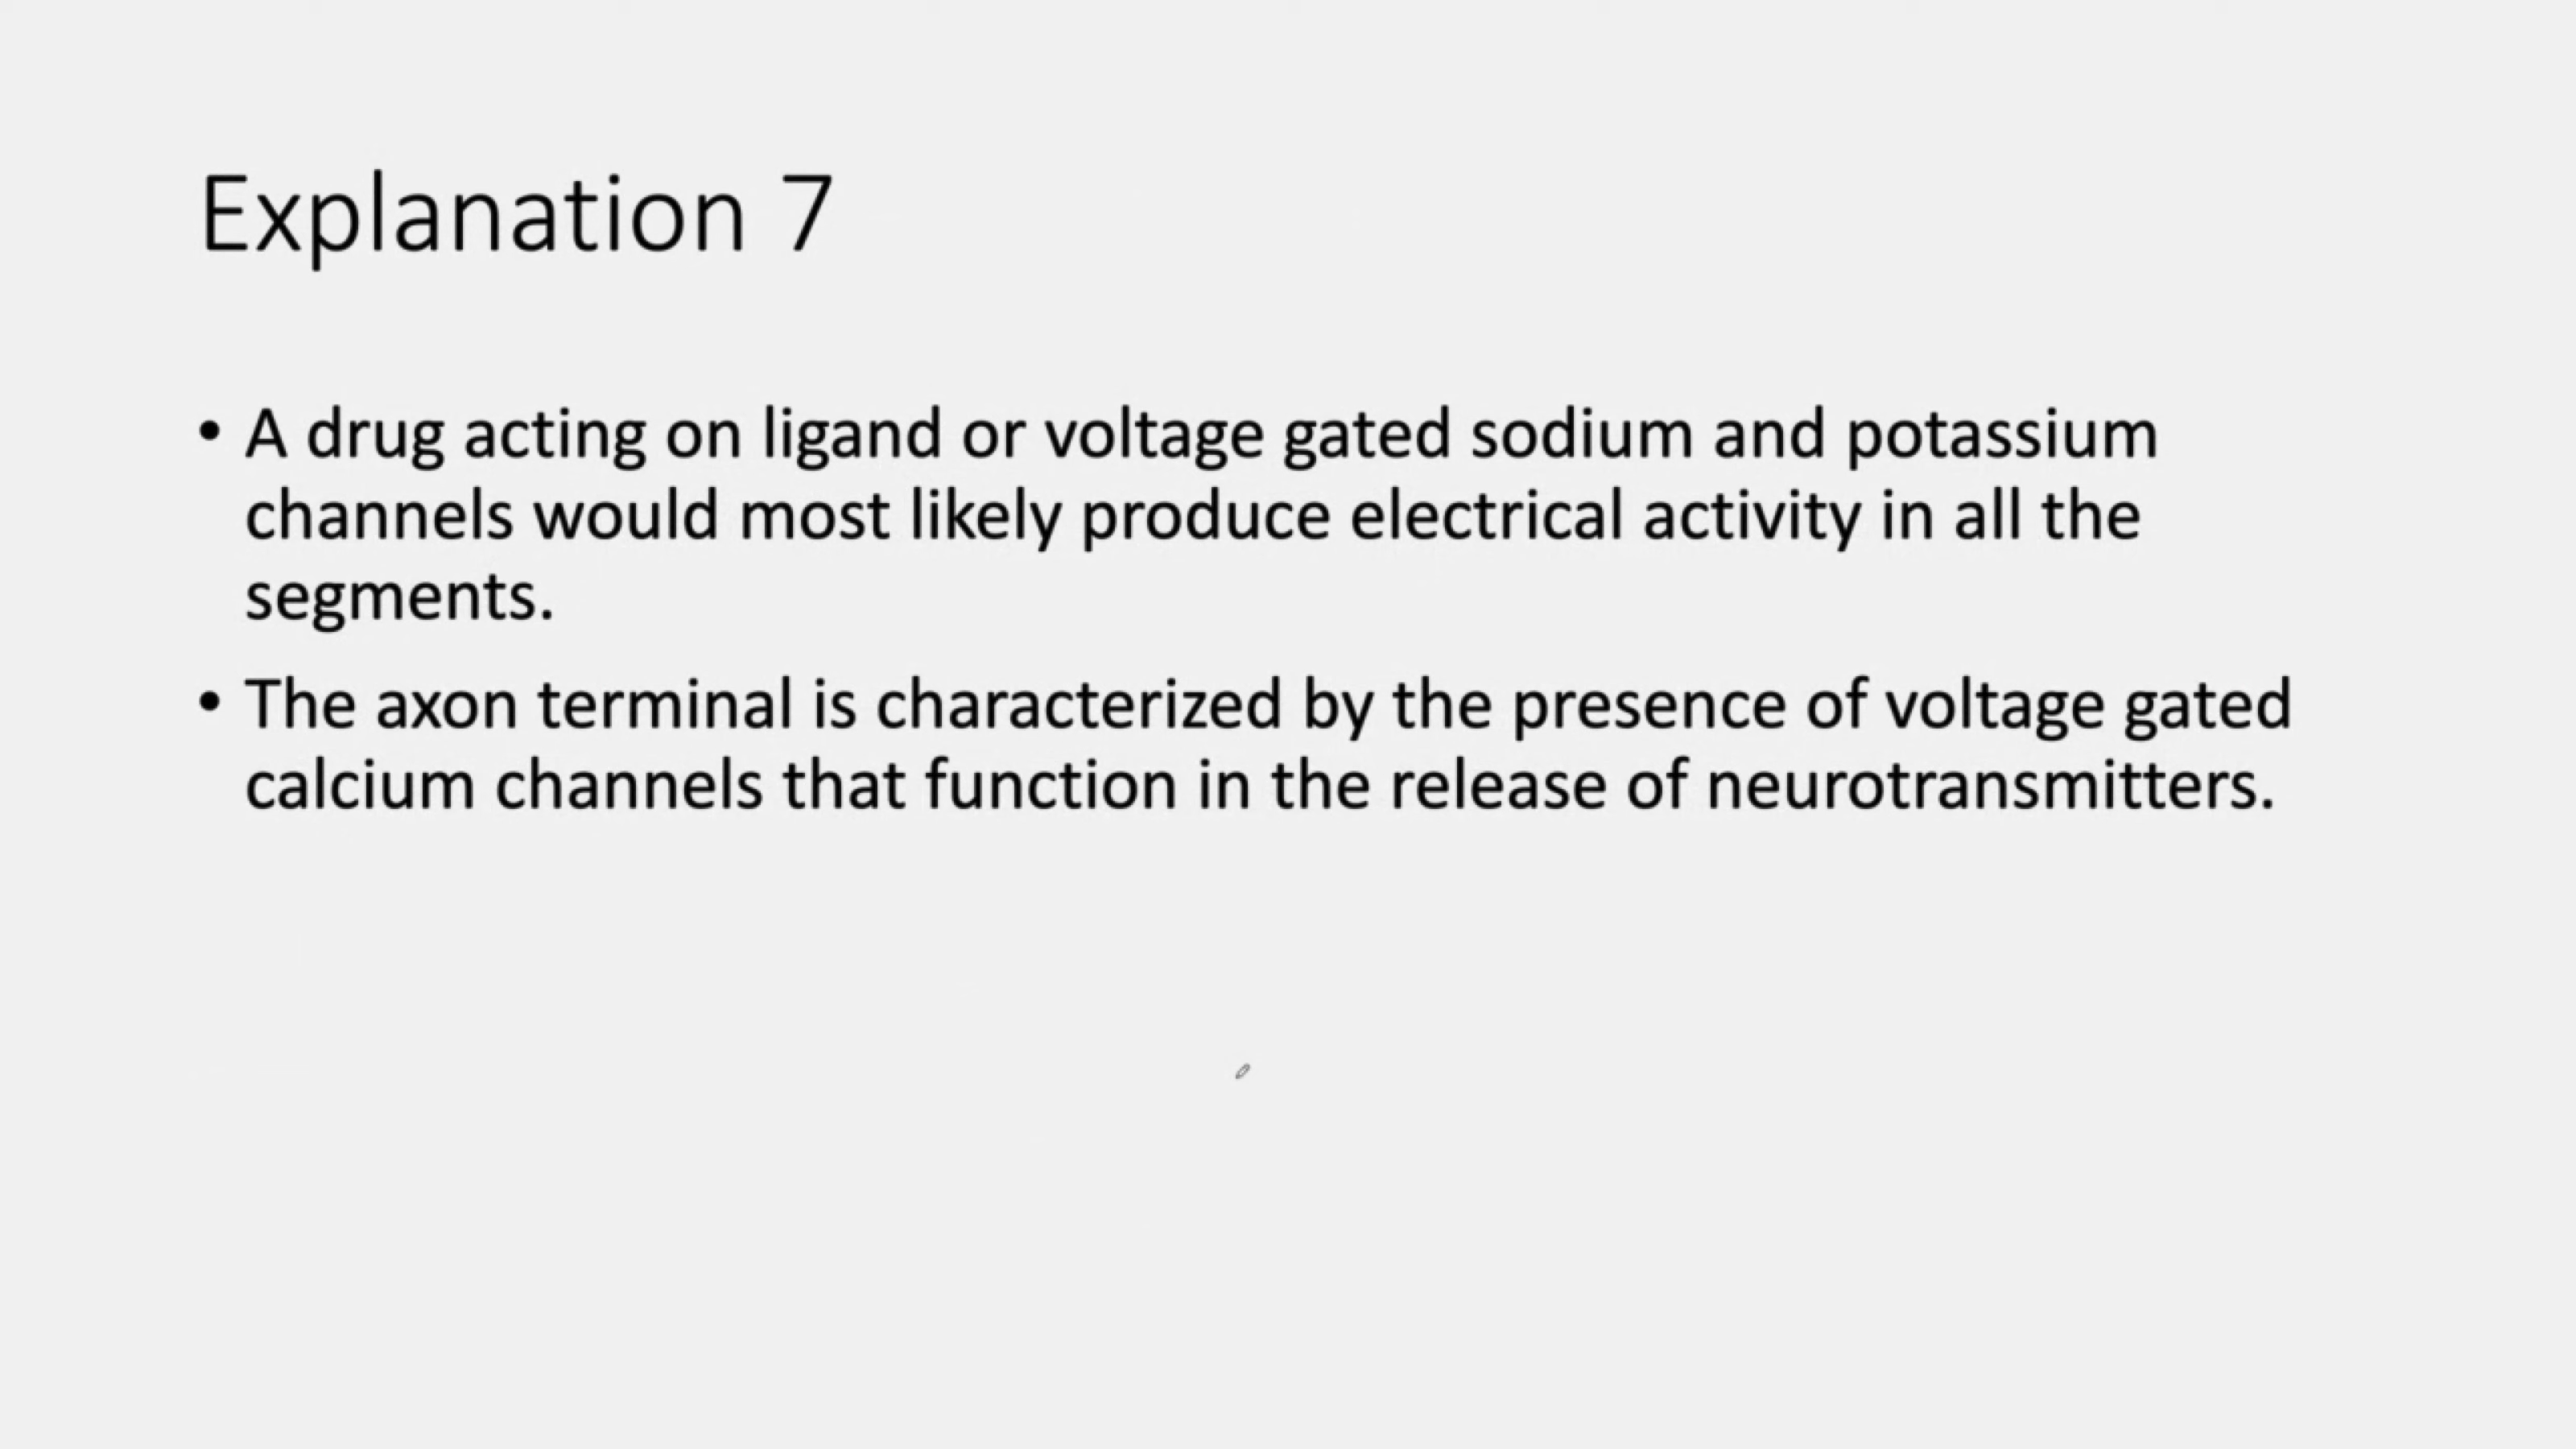 Explanation 7
• A drug acting on ligand or voltage gated sodium and potassium
channels would most likely produce electrical activity in all the
segments.
• The axon terminal is characterized by the presence of voltage gated
calcium channels that function in the release of neurotransmitters.